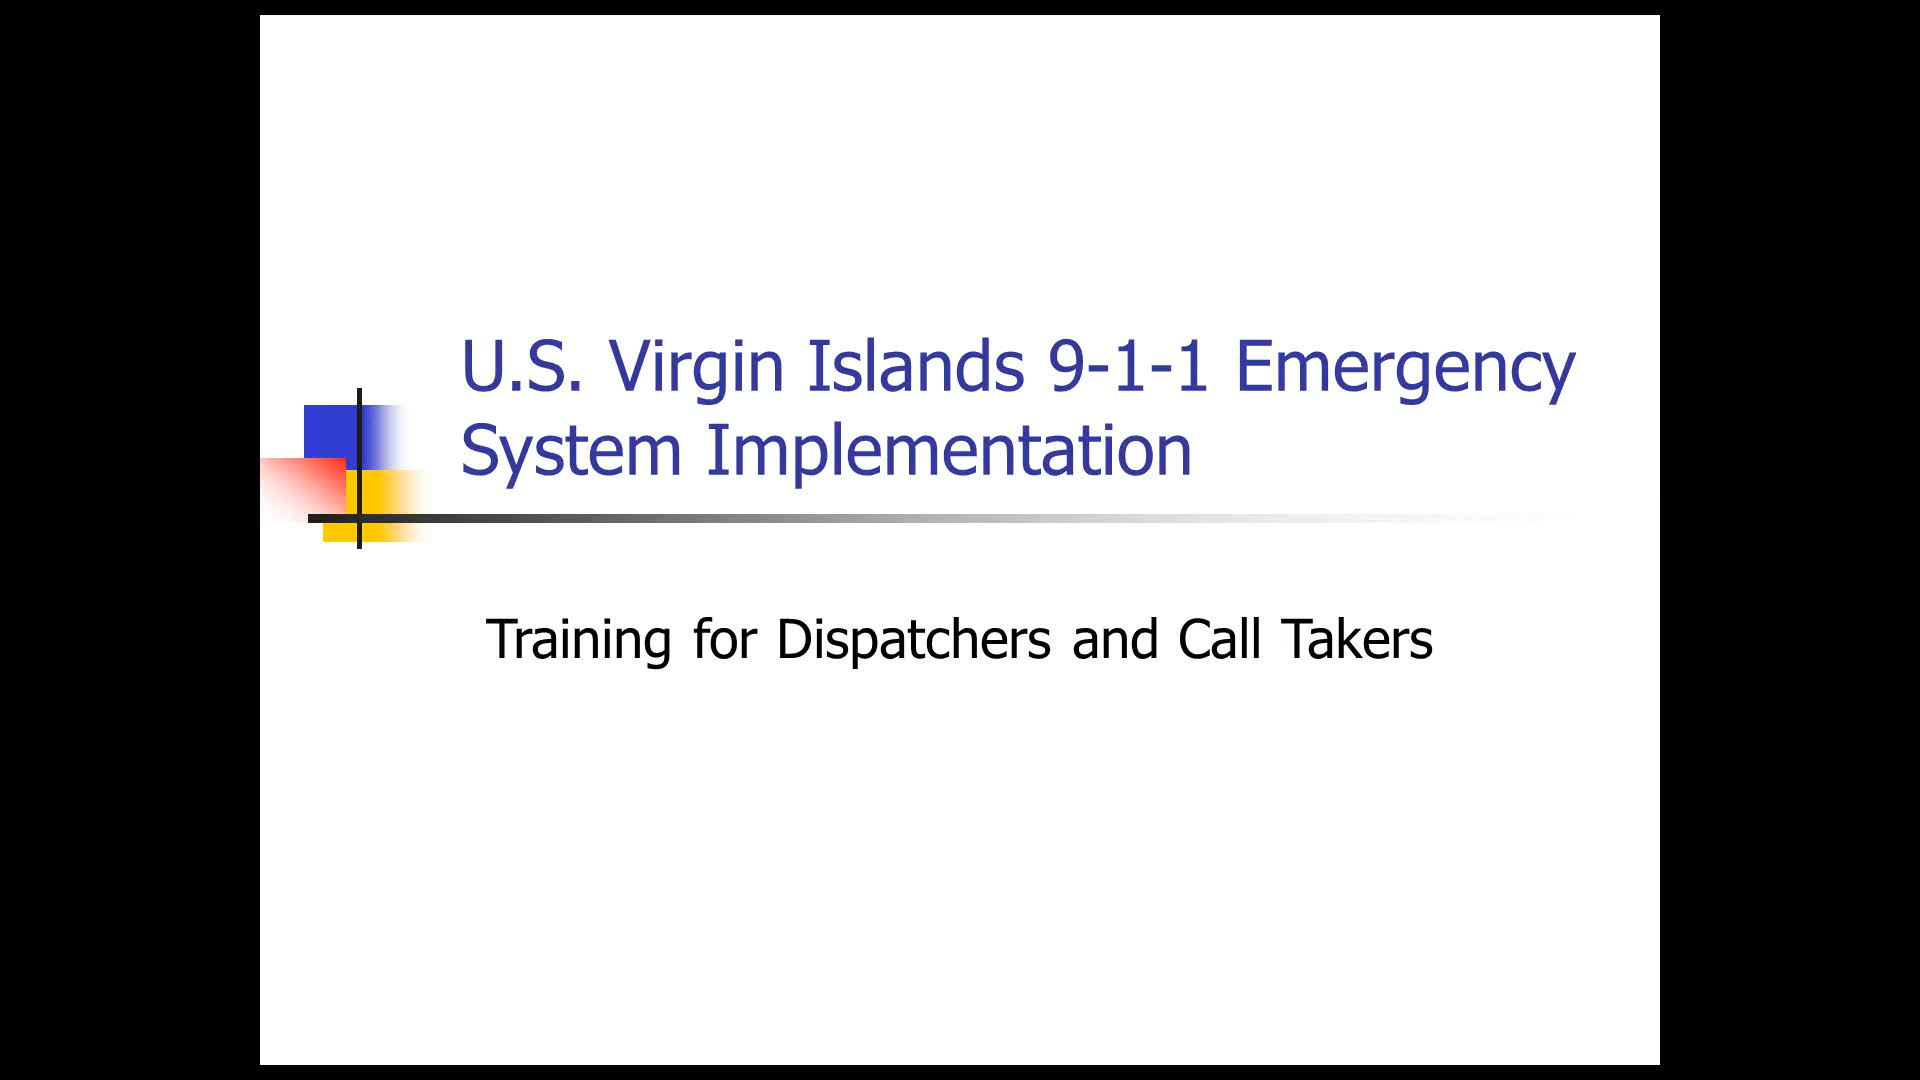 U.S. Virgin Islands 9-1-1 Emergency
System Implementation
Training for Dispatchers and Call Takers